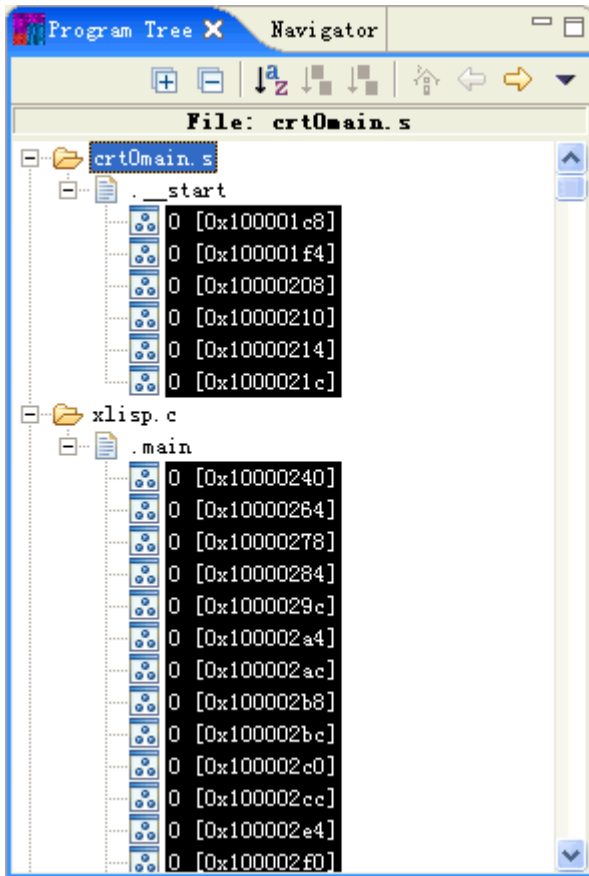 Program Tree Navigator
File: crt0main.s
crt0main.s
.__start
0 [0x100001c8]
0 [0x100001f4]
0 [0x10000208]
0 [0x10000210]
0 [0x10000214]
0 [0x1000021c]
xlisp.c
.main
0 [0x10000240]
0 [0x10000264]
0 [0x10000278]
0 [0x10000284]
0 [0x1000029c]
0 [0x100002a4]
0 [0x100002ac]
0 [0x100002b8]
0 [0x100002bc]
0 [0x100002c0]
0 [0x100002cc]
0 [0x100002e4]
0 [0x100002f0]